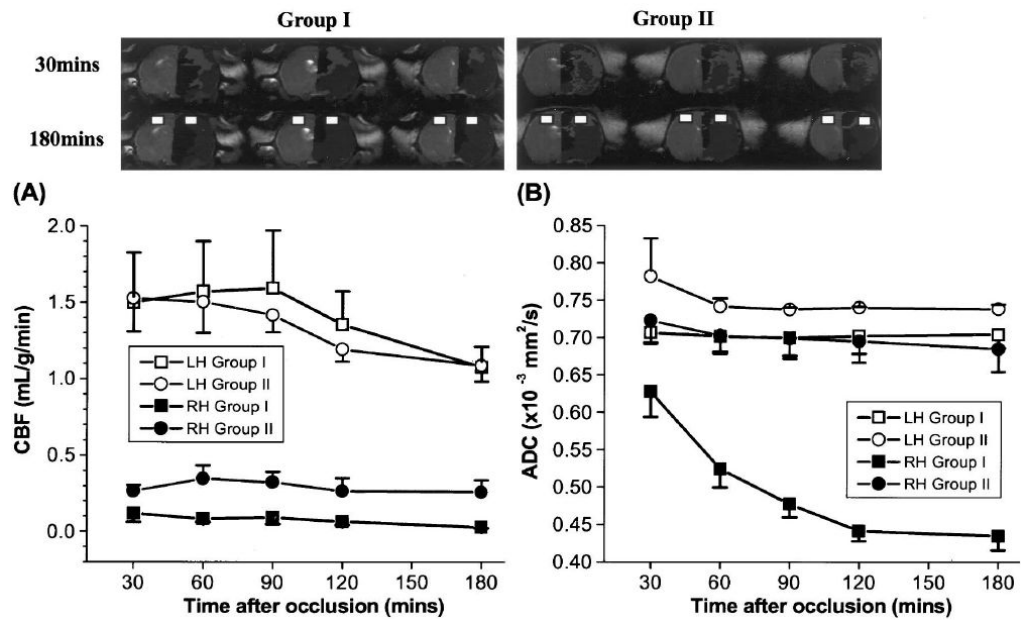 Group I
Group II
30mins
180mins
(A)
(B)
2.0
1.5
1.0
0.5
0.0
CBF (mL/g/min)
LH Group I
LH Group II
RH Group I
RH Group II
30 60 90 120 150 180
Time after occlusion (mins)
0.85
0.80
0.75
0.70
0.65
0.60
0.55
0.50
0.45
0.40
ADC (x10⁻³ mm²/s)
LH Group I
LH Group II
RH Group I
RH Group II
30 60 90 120 150 180
Time after occlusion (mins)